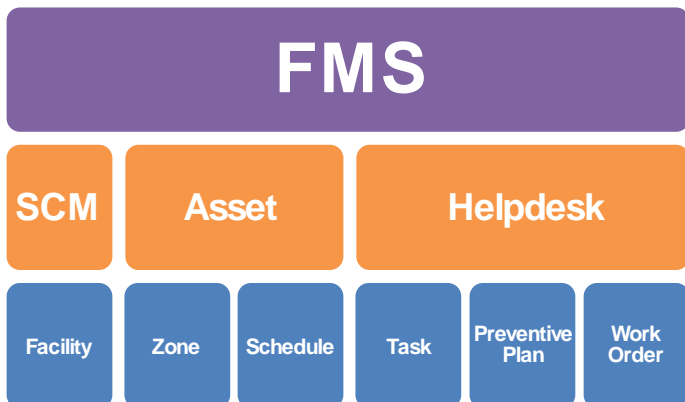 FMS
SCM
Asset
Helpdesk
Facility
Zone
Schedule
Task
Preventive
Plan
Work
Order